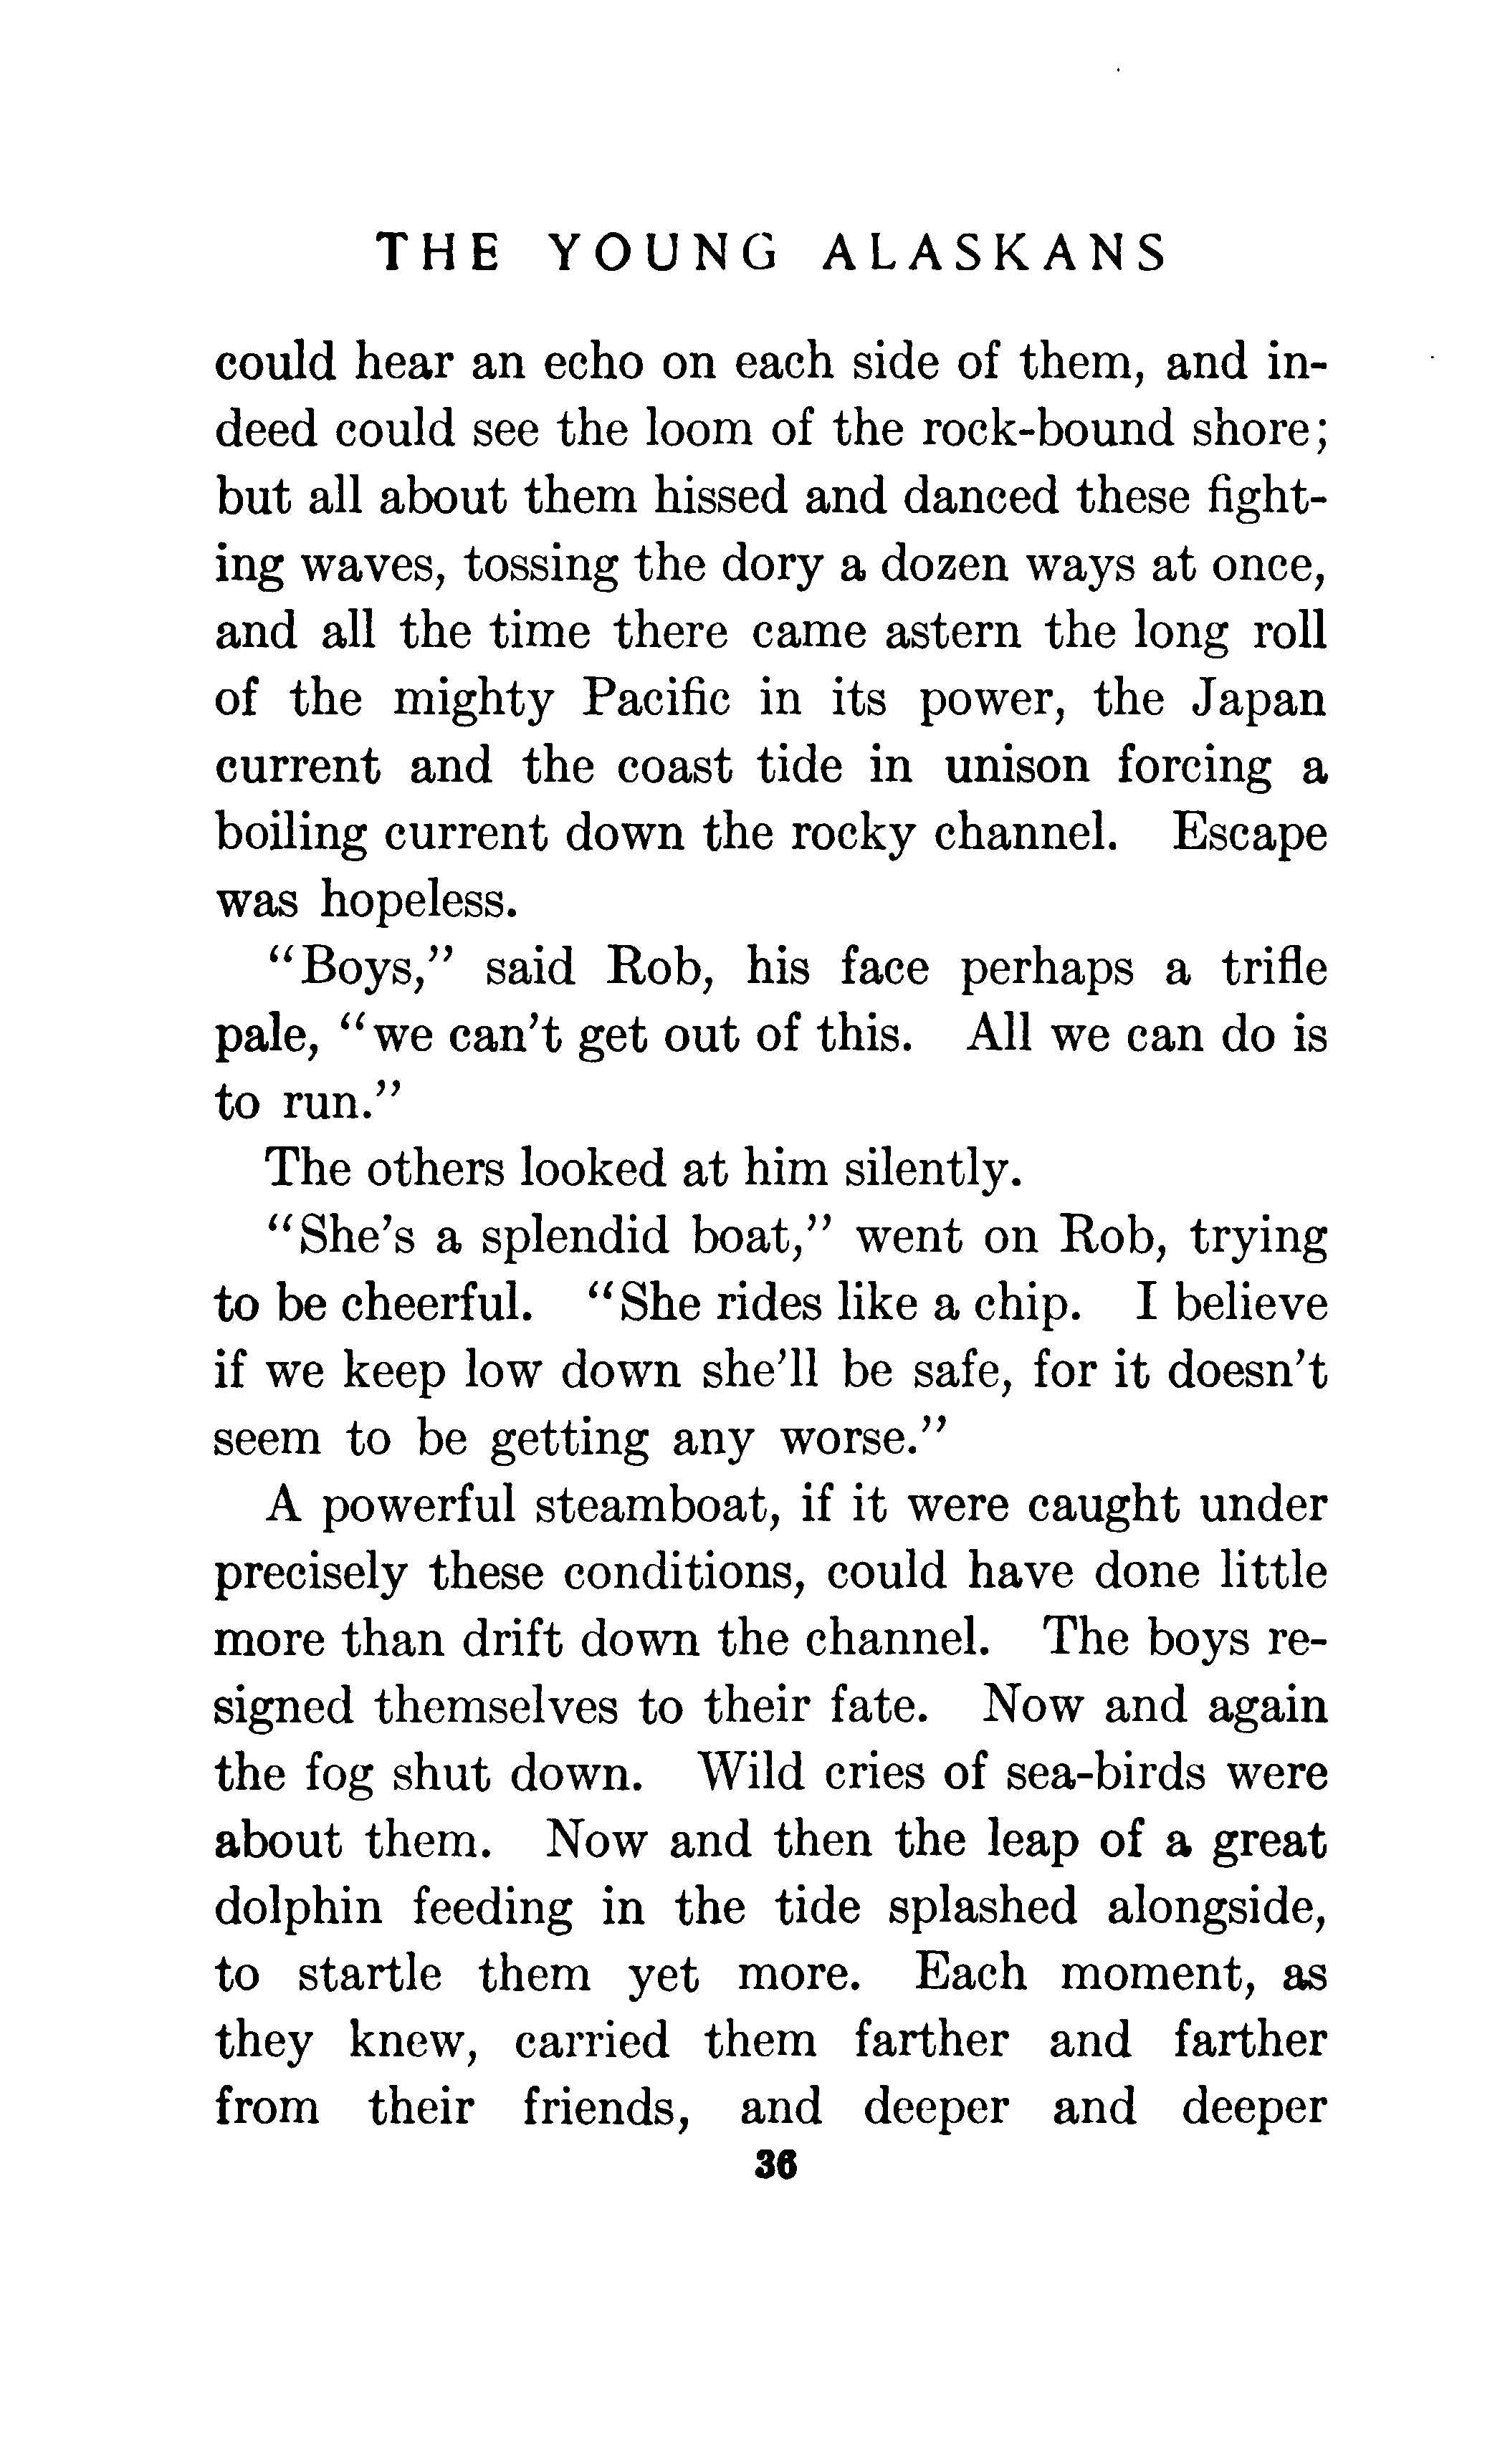 THE YOUNG ALASKANS
could hear an echo on each side of them, and in-
deed could see the loom of the rock-bound shore;
but all about them hissed and danced these fight-
ing waves, tossing the dory a dozen ways at once,
and all the time there came astern the long roll
of the mighty Pacific in its power, the Japan
current and the coast tide in unison forcing a
boiling current down the rocky channel. Escape
was hopeless.
"Boys," said Rob, his face perhaps a trifle
pale, "we can't get out of this. All we can do is
to run."
The others looked at him silently.
"She's a splendid boat," went on Rob, trying
to be cheerful. "She rides like a chip. I believe
if we keep low down she'll be safe, for it doesn't
seem to be getting any worse."
A powerful steamboat, if it were caught under
precisely these conditions, could have done little
more than drift down the channel. The boys re-
signed themselves to their fate. Now and again
the fog shut down. Wild cries of sea-birds were
about them. Now and then the leap of a great
dolphin feeding in the tide splashed alongside,
to startle them yet more. Each moment, as
they knew, carried them farther and farther
from their friends, and deeper and deeper
36